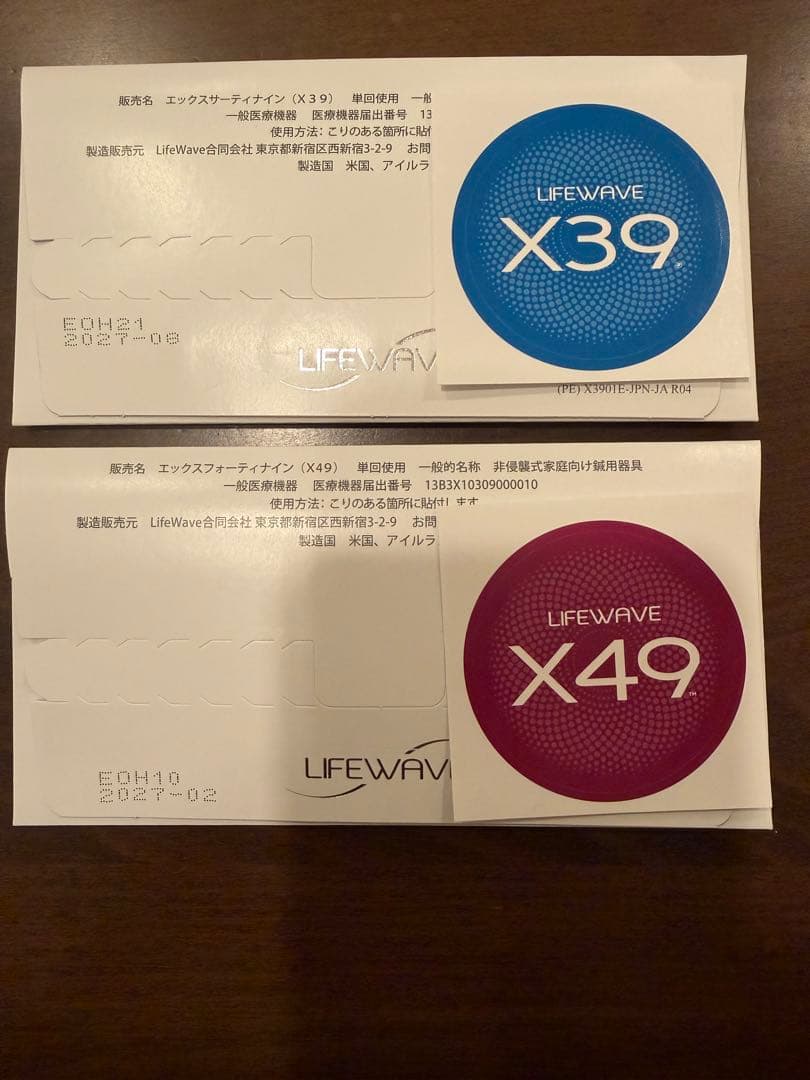 販売名 エックスサーティナイン（X39） 単回使用 一般
一般医療機器 医療機器届出番号 13
使用方法：こりのある箇所に貼付
製造販売元 LifeWave合同会社 東京都新宿区西新宿3-2-9 お問
製造国 米国、アイルラ
LIFEWAVE
X39®
EOH21
2027-08
LIFEWAV
(PE) X3901E-JPN-JA R04
販売名 エックスフォーティナイン（X49） 単回使用 一般的名称 非侵襲式家庭向け鍼用器具
一般医療機器 医療機器届出番号 13B3X10309000010
使用方法：こりのある箇所に貼付します
製造販売元 LifeWave合同会社 東京都新宿区西新宿3-2-9 お問
製造国 米国、アイルラ
LIFEWAVE
X49™
EOH10
2027-02
LIFEWAV